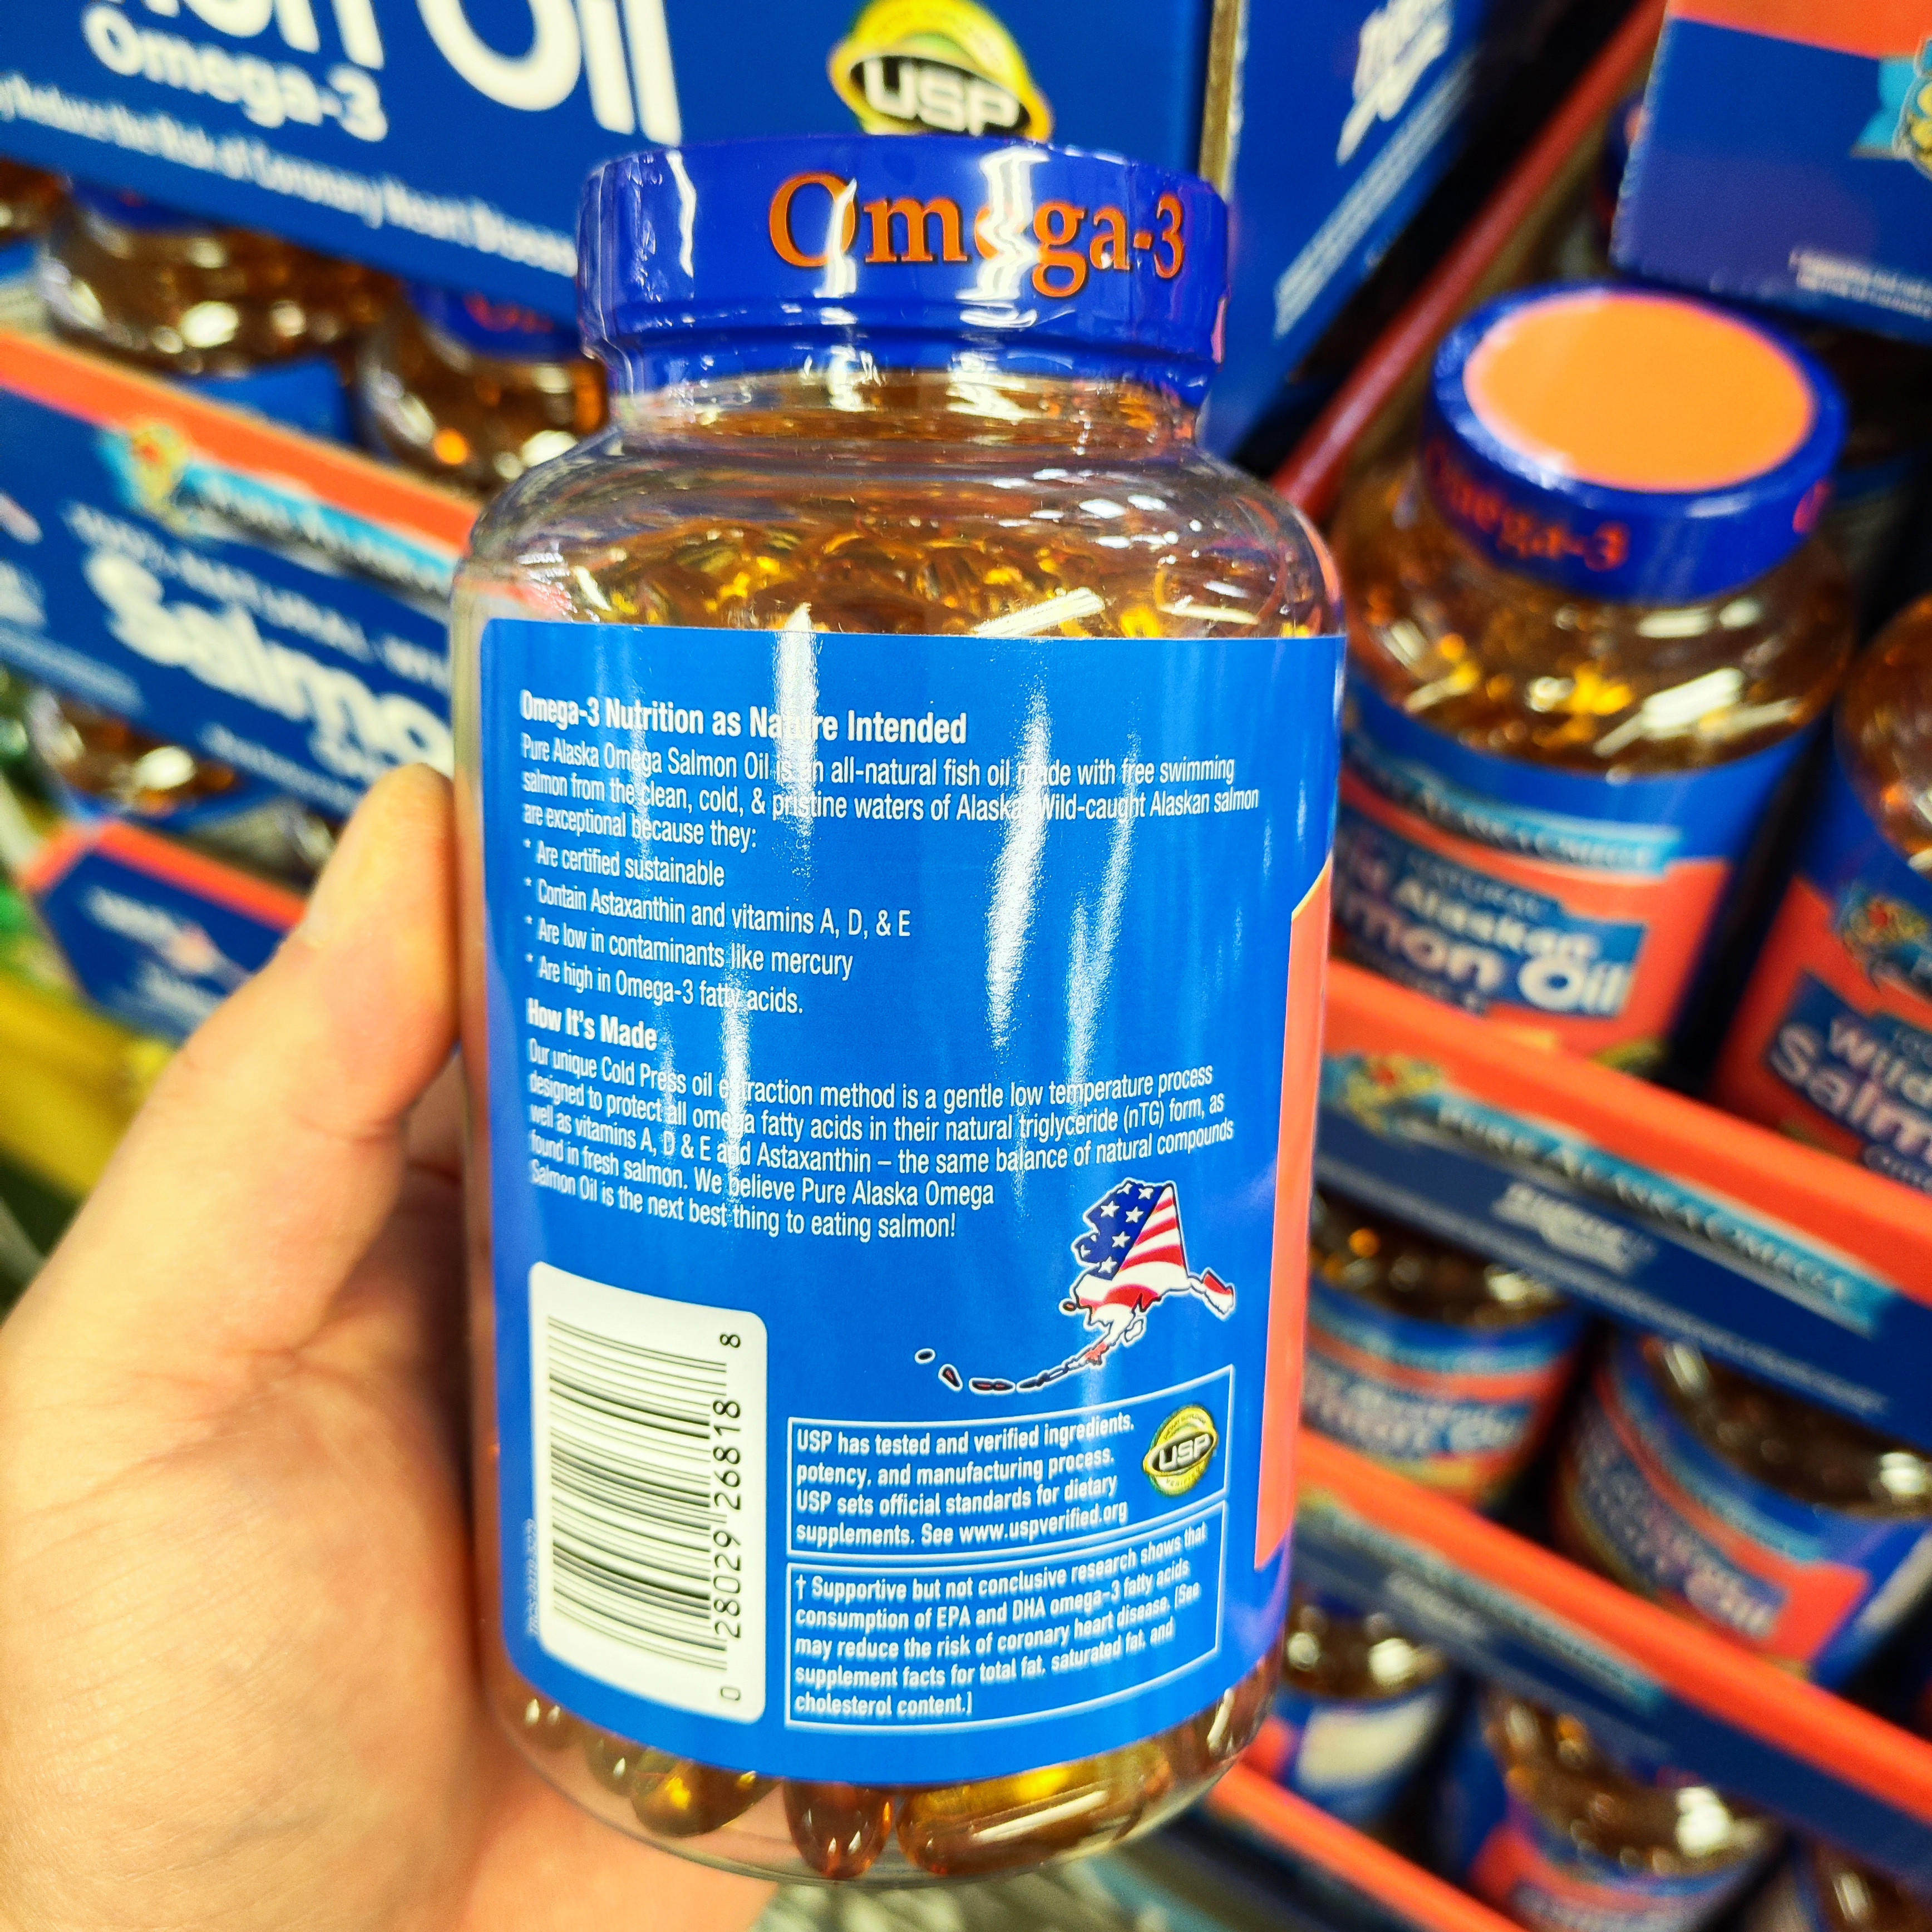 Oil
Omega-3
USP
Omega-3
Omega-3 Nutrition as Nature Intended
Pure Alaska Omega Salmon Oil is an all-natural fish oil made with free swimming
salmon from the clean, cold, & pristine waters of Alaska. Wild-caught Alaskan salmon
are exceptional because they:
* Are certified sustainable
* Contain Astaxanthin and vitamins A, D, & E
* Are low in contaminants like mercury
* Are high in Omega-3 fatty acids.
How It's Made
Our unique Cold Press oil extraction method is a gentle low temperature process
designed to protect all omega fatty acids in their natural triglyceride (nTG) form, as
well as vitamins A, D & E and Astaxanthin – the same balance of natural compounds
found in fresh salmon. We believe Pure Alaska Omega
Salmon Oil is the next best thing to eating salmon!
0 28029 26818 8
USP has tested and verified ingredients,
potency, and manufacturing process.
USP sets official standards for dietary
supplements. See www.uspverified.org
USP
† Supportive but not conclusive research shows that
consumption of EPA and DHA omega-3 fatty acids
may reduce the risk of coronary heart disease. [See
supplement facts for total fat, saturated fat, and
cholesterol content.]
Omega-3
Alaskan
Oil
Wild
PURE ALASKA OMEGA